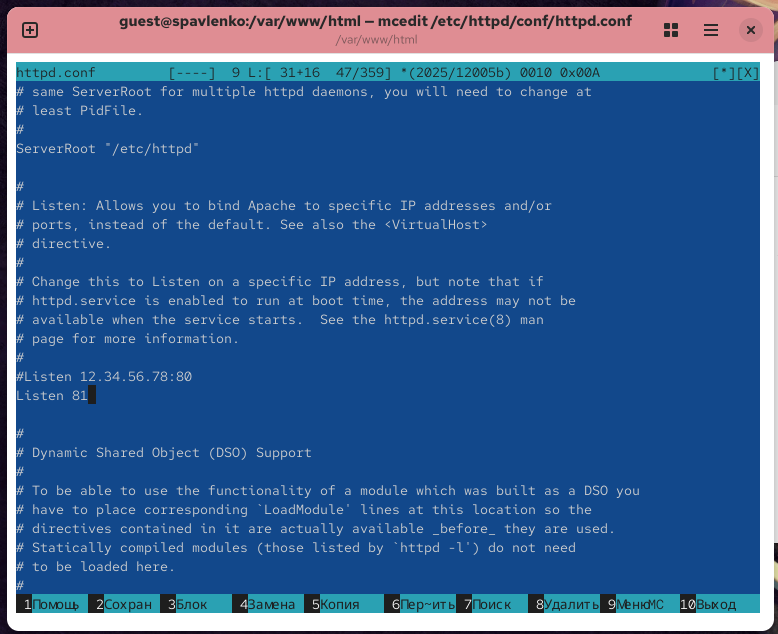 guest@spavlenko:/var/www/html — mcedit /etc/httpd/conf/httpd.conf
/var/www/html
httpd.conf         [----]  9 L:[ 31+16  47/359] *(2025/12005b) 0010 0x00A              [*][X]
# same ServerRoot for multiple httpd daemons, you will need to change at
# least PidFile.
#
ServerRoot "/etc/httpd"

#
# Listen: Allows you to bind Apache to specific IP addresses and/or
# ports, instead of the default. See also the <VirtualHost>
# directive.
#
# Change this to Listen on a specific IP address, but note that if
# httpd.service is enabled to run at boot time, the address may not be
# available when the service starts.  See the httpd.service(8) man
# page for more information.
#
#Listen 12.34.56.78:80
Listen 81

#
# Dynamic Shared Object (DSO) Support
#
# To be able to use the functionality of a module which was built as a DSO you
# have to place corresponding `LoadModule' lines at this location so the
# directives contained in it are actually available _before_ they are used.
# Statically compiled modules (those listed by `httpd -l') do not need
# to be loaded here.
#
1Помощь 2Сохран 3Блок 4Замена 5Копия 6Пер~ить 7Поиск 8Удалить 9МенюMC 10Выход